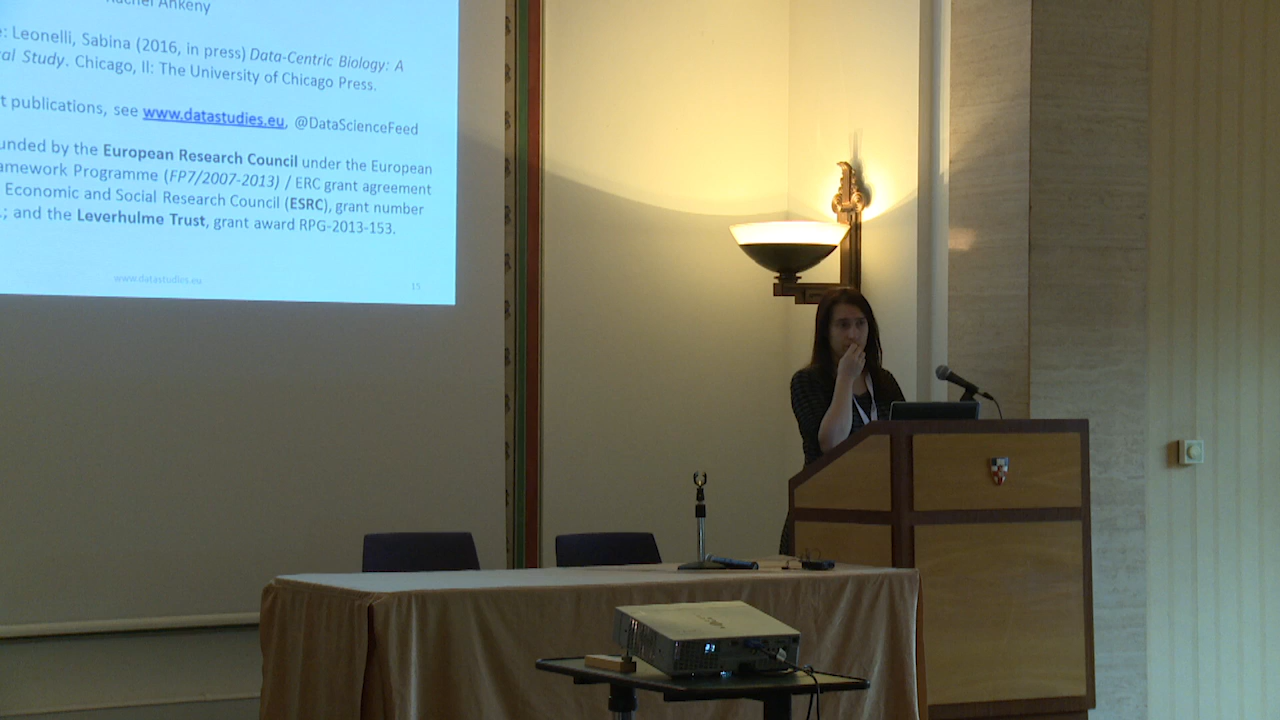 Rachel Ankeny
e: Leonelli, Sabina (2016, in press) Data-Centric Biology: A
al Study. Chicago, Il: The University of Chicago Press.
t publications, see www.datastudies.eu, @DataScienceFeed
unded by the European Research Council under the European
amework Programme (FP7/2007-2013) / ERC grant agreement
Economic and Social Research Council (ESRC), grant number
.; and the Leverhulme Trust, grant award RPG-2013-153.
www.datastudies.eu
15